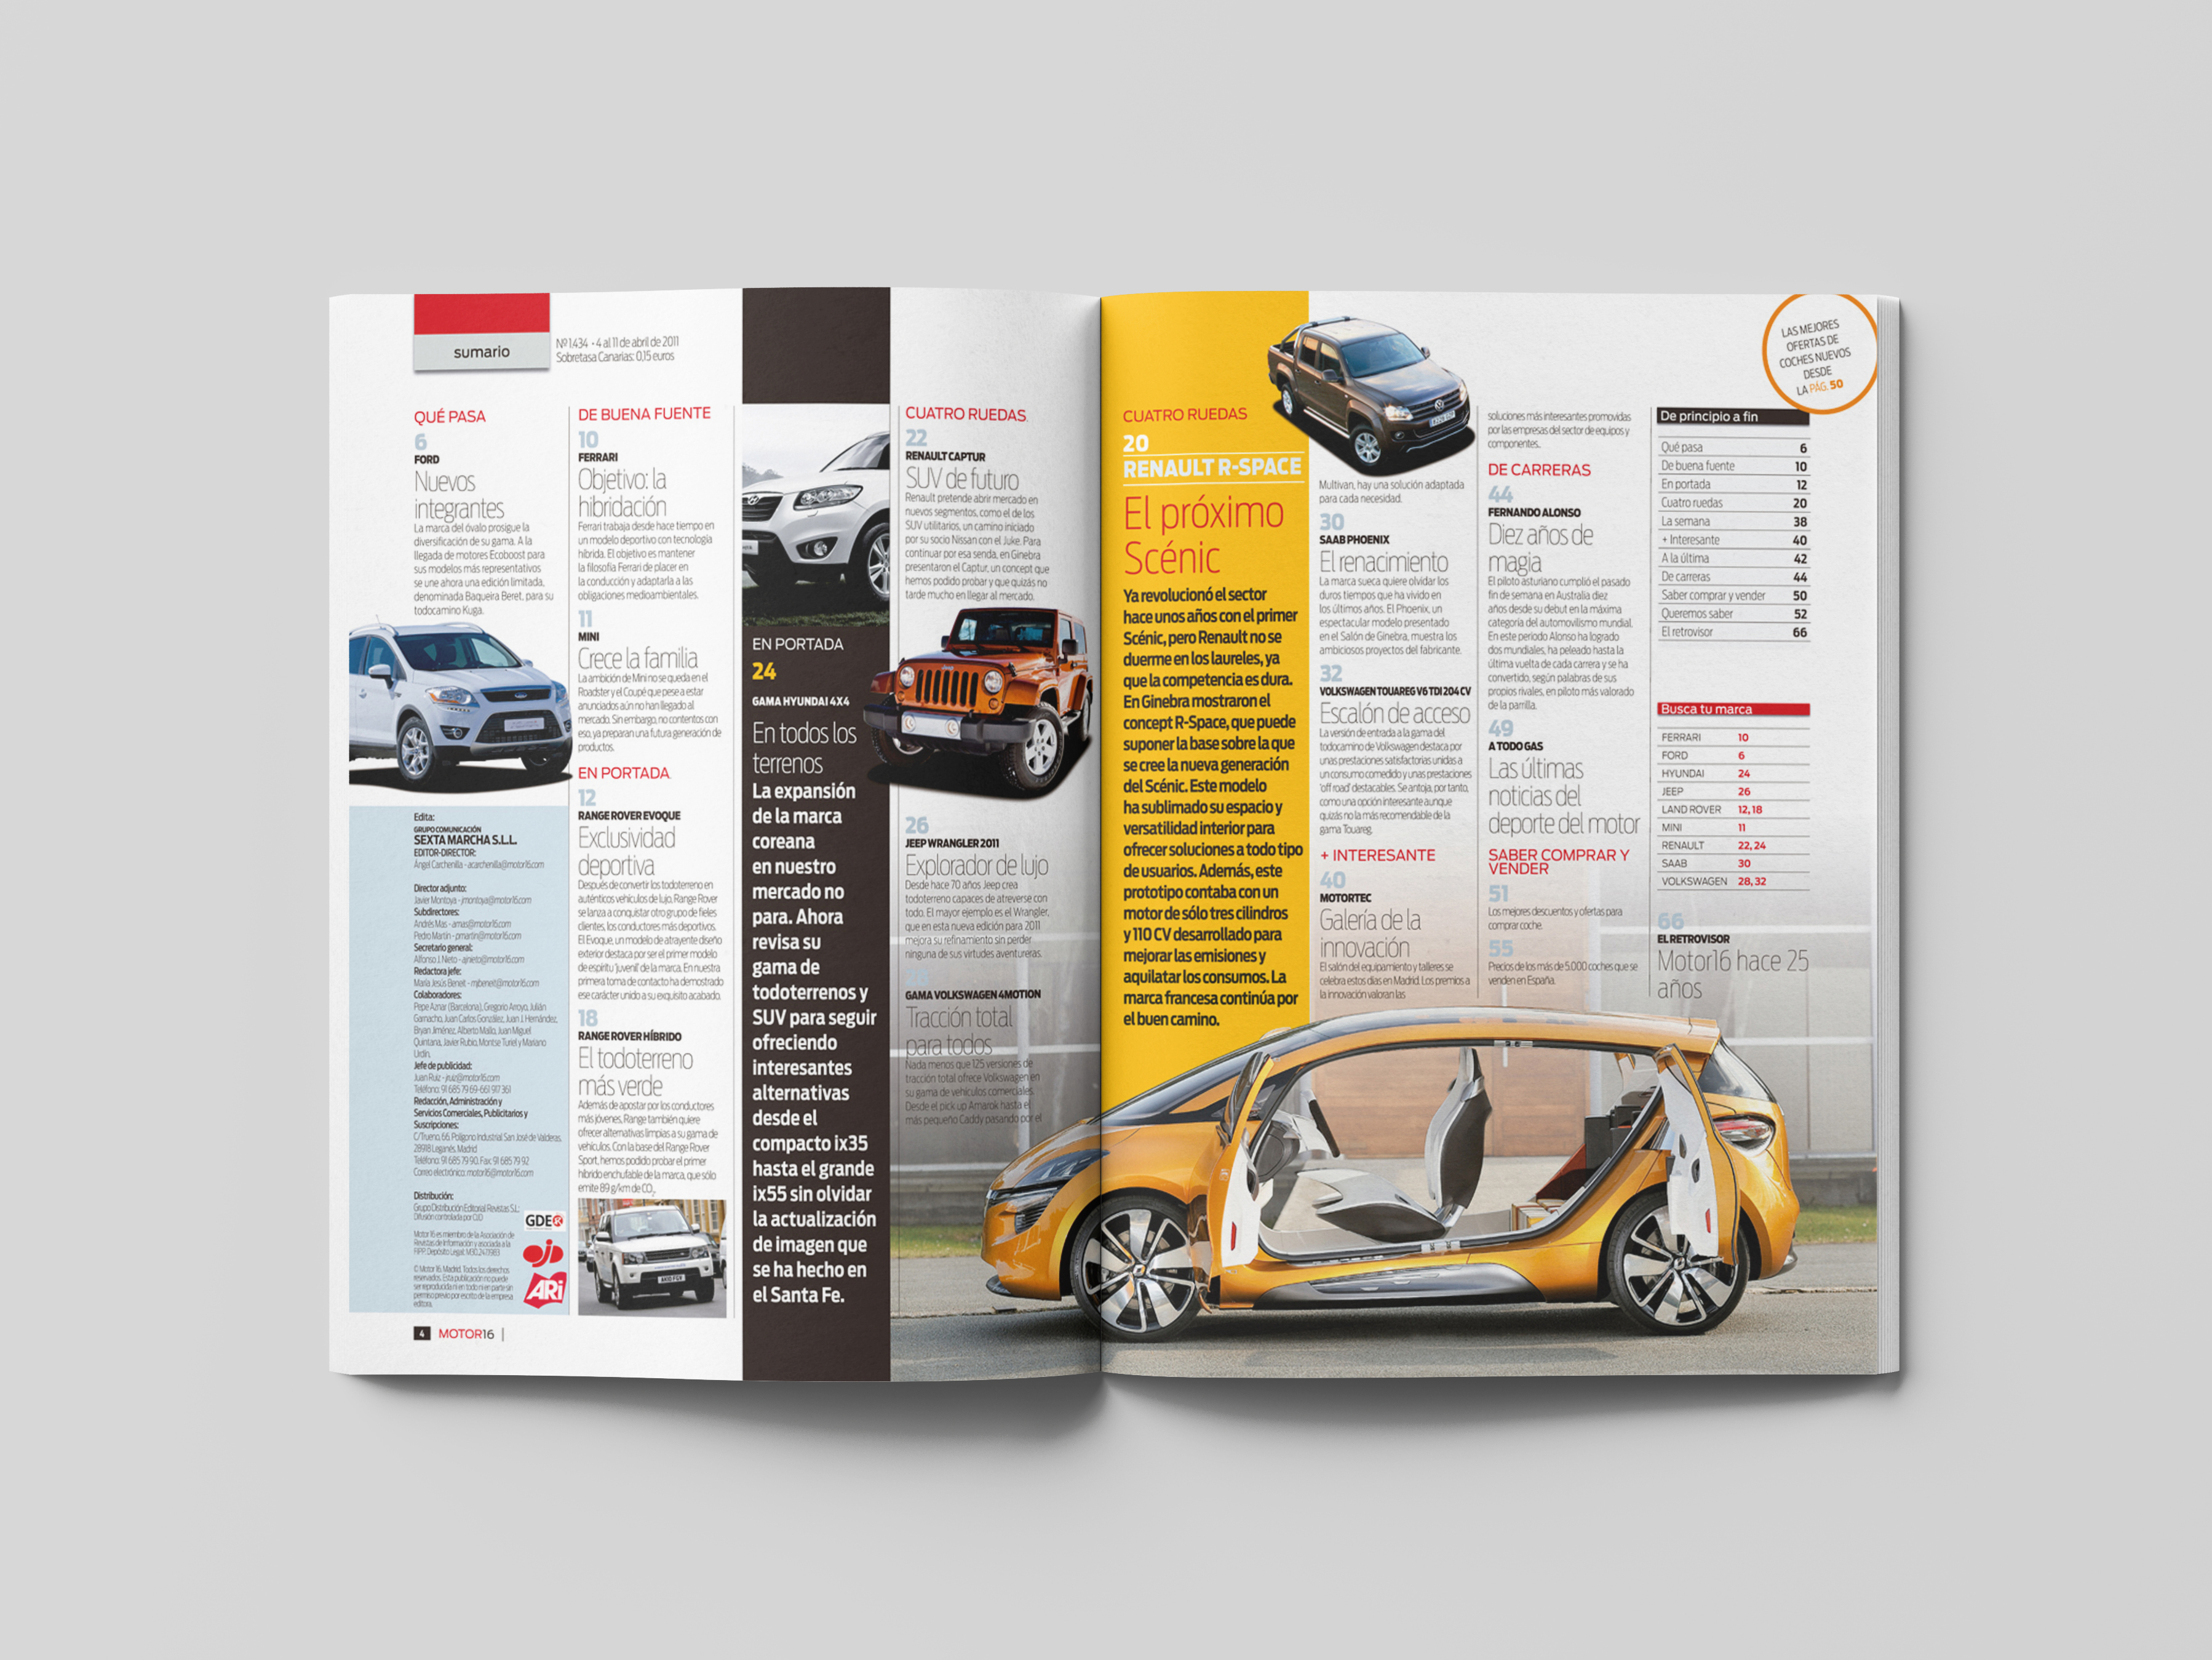 sumario
Nº 1.434 · 4 al 11 de abril de 2011
Sobretasa Canarias: 0,15 euros
QUÉ PASA
6
FORD
Nuevos
integrantes
La marca del óvalo prosigue la
diversificación de su gama. A la
llegada de motores Ecoboost para
sus modelos más representativos
se une ahora una edición limitada,
denominada Baqueira Beret, para su
todocamino Kuga.
Edita:
GRUPO COMUNICACIÓN
SEXTA MARCHA S.L.L.
EDITOR-DIRECTOR:
Ángel Carchenilla - acarchenilla@motor16.com
Director adjunto:
Javier Montoya - jmontoya@motor16.com
Subdirectores:
Andrés Mas - amas@motor16.com
Pedro Martín - pmartin@motor16.com
Secretario general:
Alfonso J. Nieto - ajnieto@motor16.com
Redactora jefe:
María Jesús Beneit - mjbeneit@motor16.com
Colaboradores:
Pepe Aznar (Barcelona), Gregorio Arroyo, Julián
Garnacho, Juan Carlos González, Juan J. Hernández,
Bryan Jiménez, Alberto Mallo, Juan Miguel
Quintana, Javier Rubio, Montse Turiel y Mariano
Urdín.
Jefe de publicidad:
Juan Ruiz - jruiz@motor16.com
Teléfono: 91 685 79 69-661 917 361
Redacción, Administración y
Servicios Comerciales, Publicitarios y
Suscripciones:
C/Trueno, 66. Polígono Industrial San José de Valderas.
28918 Leganés, Madrid
Teléfono: 91 685 79 90. Fax: 91 685 79 92
Correo electrónico: motor16@motor16.com
Distribución:
Grupo Distribución Editorial Revistas S.L:
Difusión controlada por OJD
Motor 16 es miembro de la Asociación de
Revistas de Información y asociada a la
FIPP. Depósito Legal: M30.247-1983
© Motor 16. Madrid. Todos los derechos
reservados. Esta publicación no puede
ser reproducida ni en todo ni en parte sin
permiso previo por escrito de la empresa
editora.
GDE
ojd
ARi
4 MOTOR16
DE BUENA FUENTE
10
FERRARI
Objetivo: la
hibridación
Ferrari trabaja desde hace tiempo en
un modelo deportivo con tecnología
híbrida. El objetivo es mantener
la filosofía Ferrari de placer en
la conducción y adaptarla a las
obligaciones medioambientales.
11
MINI
Crece la familia
La ambición de Mini no se queda en el
Roadster y el Coupé que pese a estar
anunciados aún no han llegado al
mercado. Sin embargo, no contentos con
eso, ya preparan una futura generación de
productos.
EN PORTADA
12
RANGE ROVER EVOQUE
Exclusividad
deportiva
Después de convertir los todoterreno en
auténticos vehículos de lujo, Range Rover
se lanza a conquistar otro grupo de fieles
clientes, los conductores más deportivos.
El Evoque, un modelo de atrayente diseño
exterior destaca por ser el primer modelo
de espíritu 'juvenil' de la marca. En nuestra
primera toma de contacto ha demostrado
ese carácter unido a su exquisito acabado.
18
RANGE ROVER HÍBRIDO
El todoterreno
más verde
Además de apostar por los conductores
más jóvenes, Range también quiere
ofrecer alternativas limpias a su gama de
vehículos. Con la base del Range Rover
Sport, hemos podido probar el primer
híbrido enchufable de la marca, que sólo
emite 89 g/km de CO2.
EN PORTADA
24
GAMA HYUNDAI 4X4
En todos los
terrenos
La expansión
de la marca
coreana
en nuestro
mercado no
para. Ahora
revisa su
gama de
todoterrenos y
SUV para seguir
ofreciendo
interesantes
alternativas
desde el
compacto ix35
hasta el grande
ix55 sin olvidar
la actualización
de imagen que
se ha hecho en
el Santa Fe.
CUATRO RUEDAS.
22
RENAULT CAPTUR
SUV de futuro
Renault pretende abrir mercado en
nuevos segmentos, como el de los
SUV utilitarios, un camino iniciado
por su socio Nissan con el Juke. Para
continuar por esa senda, en Ginebra
presentaron el Captur, un concept que
hemos podido probar y que quizás no
tarde mucho en llegar al mercado.
26
JEEP WRANGLER 2011
Explorador de lujo
Desde hace 70 años Jeep crea
todoterreno capaces de atreverse con
todo. El mayor ejemplo es el Wrangler,
que en esta nueva edición para 2011
mejora su refinamiento sin perder
ninguna de sus virtudes aventureras.
28
GAMA VOLKSWAGEN 4MOTION
Tracción total
para todos
Nada menos que 125 versiones de
tracción total ofrece Volkswagen en
su gama de vehículos comerciales.
Desde el pick up Amarok hasta el
más pequeño Caddy pasando por el
CUATRO RUEDAS
20
RENAULT R-SPACE
El próximo
Scénic
Ya revolucionó el sector
hace unos años con el primer
Scénic, pero Renault no se
duerme en los laureles, ya
que la competencia es dura.
En Ginebra mostraron el
concept R-Space, que puede
suponer la base sobre la que
se cree la nueva generación
del Scénic. Este modelo
ha sublimado su espacio y
versatilidad interior para
ofrecer soluciones a todo tipo
de usuarios. Además, este
prototipo contaba con un
motor de sólo tres cilindros
y 110 CV desarrollado para
mejorar las emisiones y
aquilatar los consumos. La
marca francesa continúa por
el buen camino.
Multivan, hay una solución adaptada
para cada necesidad.
30
SAAB PHOENIX
El renacimiento
La marca sueca quiere olvidar los
duros tiempos que ha vivido en
los últimos años. El Phoenix, un
espectacular modelo presentado
en el Salón de Ginebra, muestra los
ambiciosos proyectos del fabricante.
32
VOLKSWAGEN TOUAREG V6 TDI 204 CV
Escalón de acceso
La versión de entrada a la gama del
todocamino de Volkswagen destaca por
unas prestaciones satisfactorias unidas a
un consumo comedido y unas prestaciones
'off road' destacables. Se antoja, por tanto,
como una opción interesante aunque
quizás no la más recomendable de la
gama Touareg.
+ INTERESANTE
40
MOTORTEC
Galería de la
innovación
El salón del equipamiento y talleres se
celebra estos días en Madrid. Los premios a
la innovación valoran las
soluciones más interesantes promovidas
por las empresas del sector de equipos y
componentes.
DE CARRERAS
44
FERNANDO ALONSO
Diez años de
magia
El piloto asturiano cumplió el pasado
fin de semana en Australia diez
años desde su debut en la máxima
categoría del automovilismo mundial.
En este periodo Alonso ha logrado
dos mundiales, ha peleado hasta la
última vuelta de cada carrera y se ha
convertido, según palabras de sus
propios rivales, en piloto más valorado
de la parrilla.
49
A TODO GAS
Las últimas
noticias del
deporte del motor
SABER COMPRAR Y
VENDER
51
Los mejores descuentos y ofertas para
comprar coche.
55
Precios de los más de 5.000 coches que se
venden en España.
LAS MEJORES
OFERTAS DE
COCHES NUEVOS
DESDE
LA PÁG. 50
De principio a fin
Qué pasa 6
De buena fuente 10
En portada 12
Cuatro ruedas 20
La semana 38
+ Interesante 40
A la última 42
De carreras 44
Saber comprar y vender 50
Queremos saber 52
El retrovisor 66
Busca tu marca
FERRARI 10
FORD 6
HYUNDAI 24
JEEP 26
LAND ROVER 12, 18
MINI 11
RENAULT 22, 24
SAAB 30
VOLKSWAGEN 28, 32
66
EL RETROVISOR
Motor16 hace 25
años